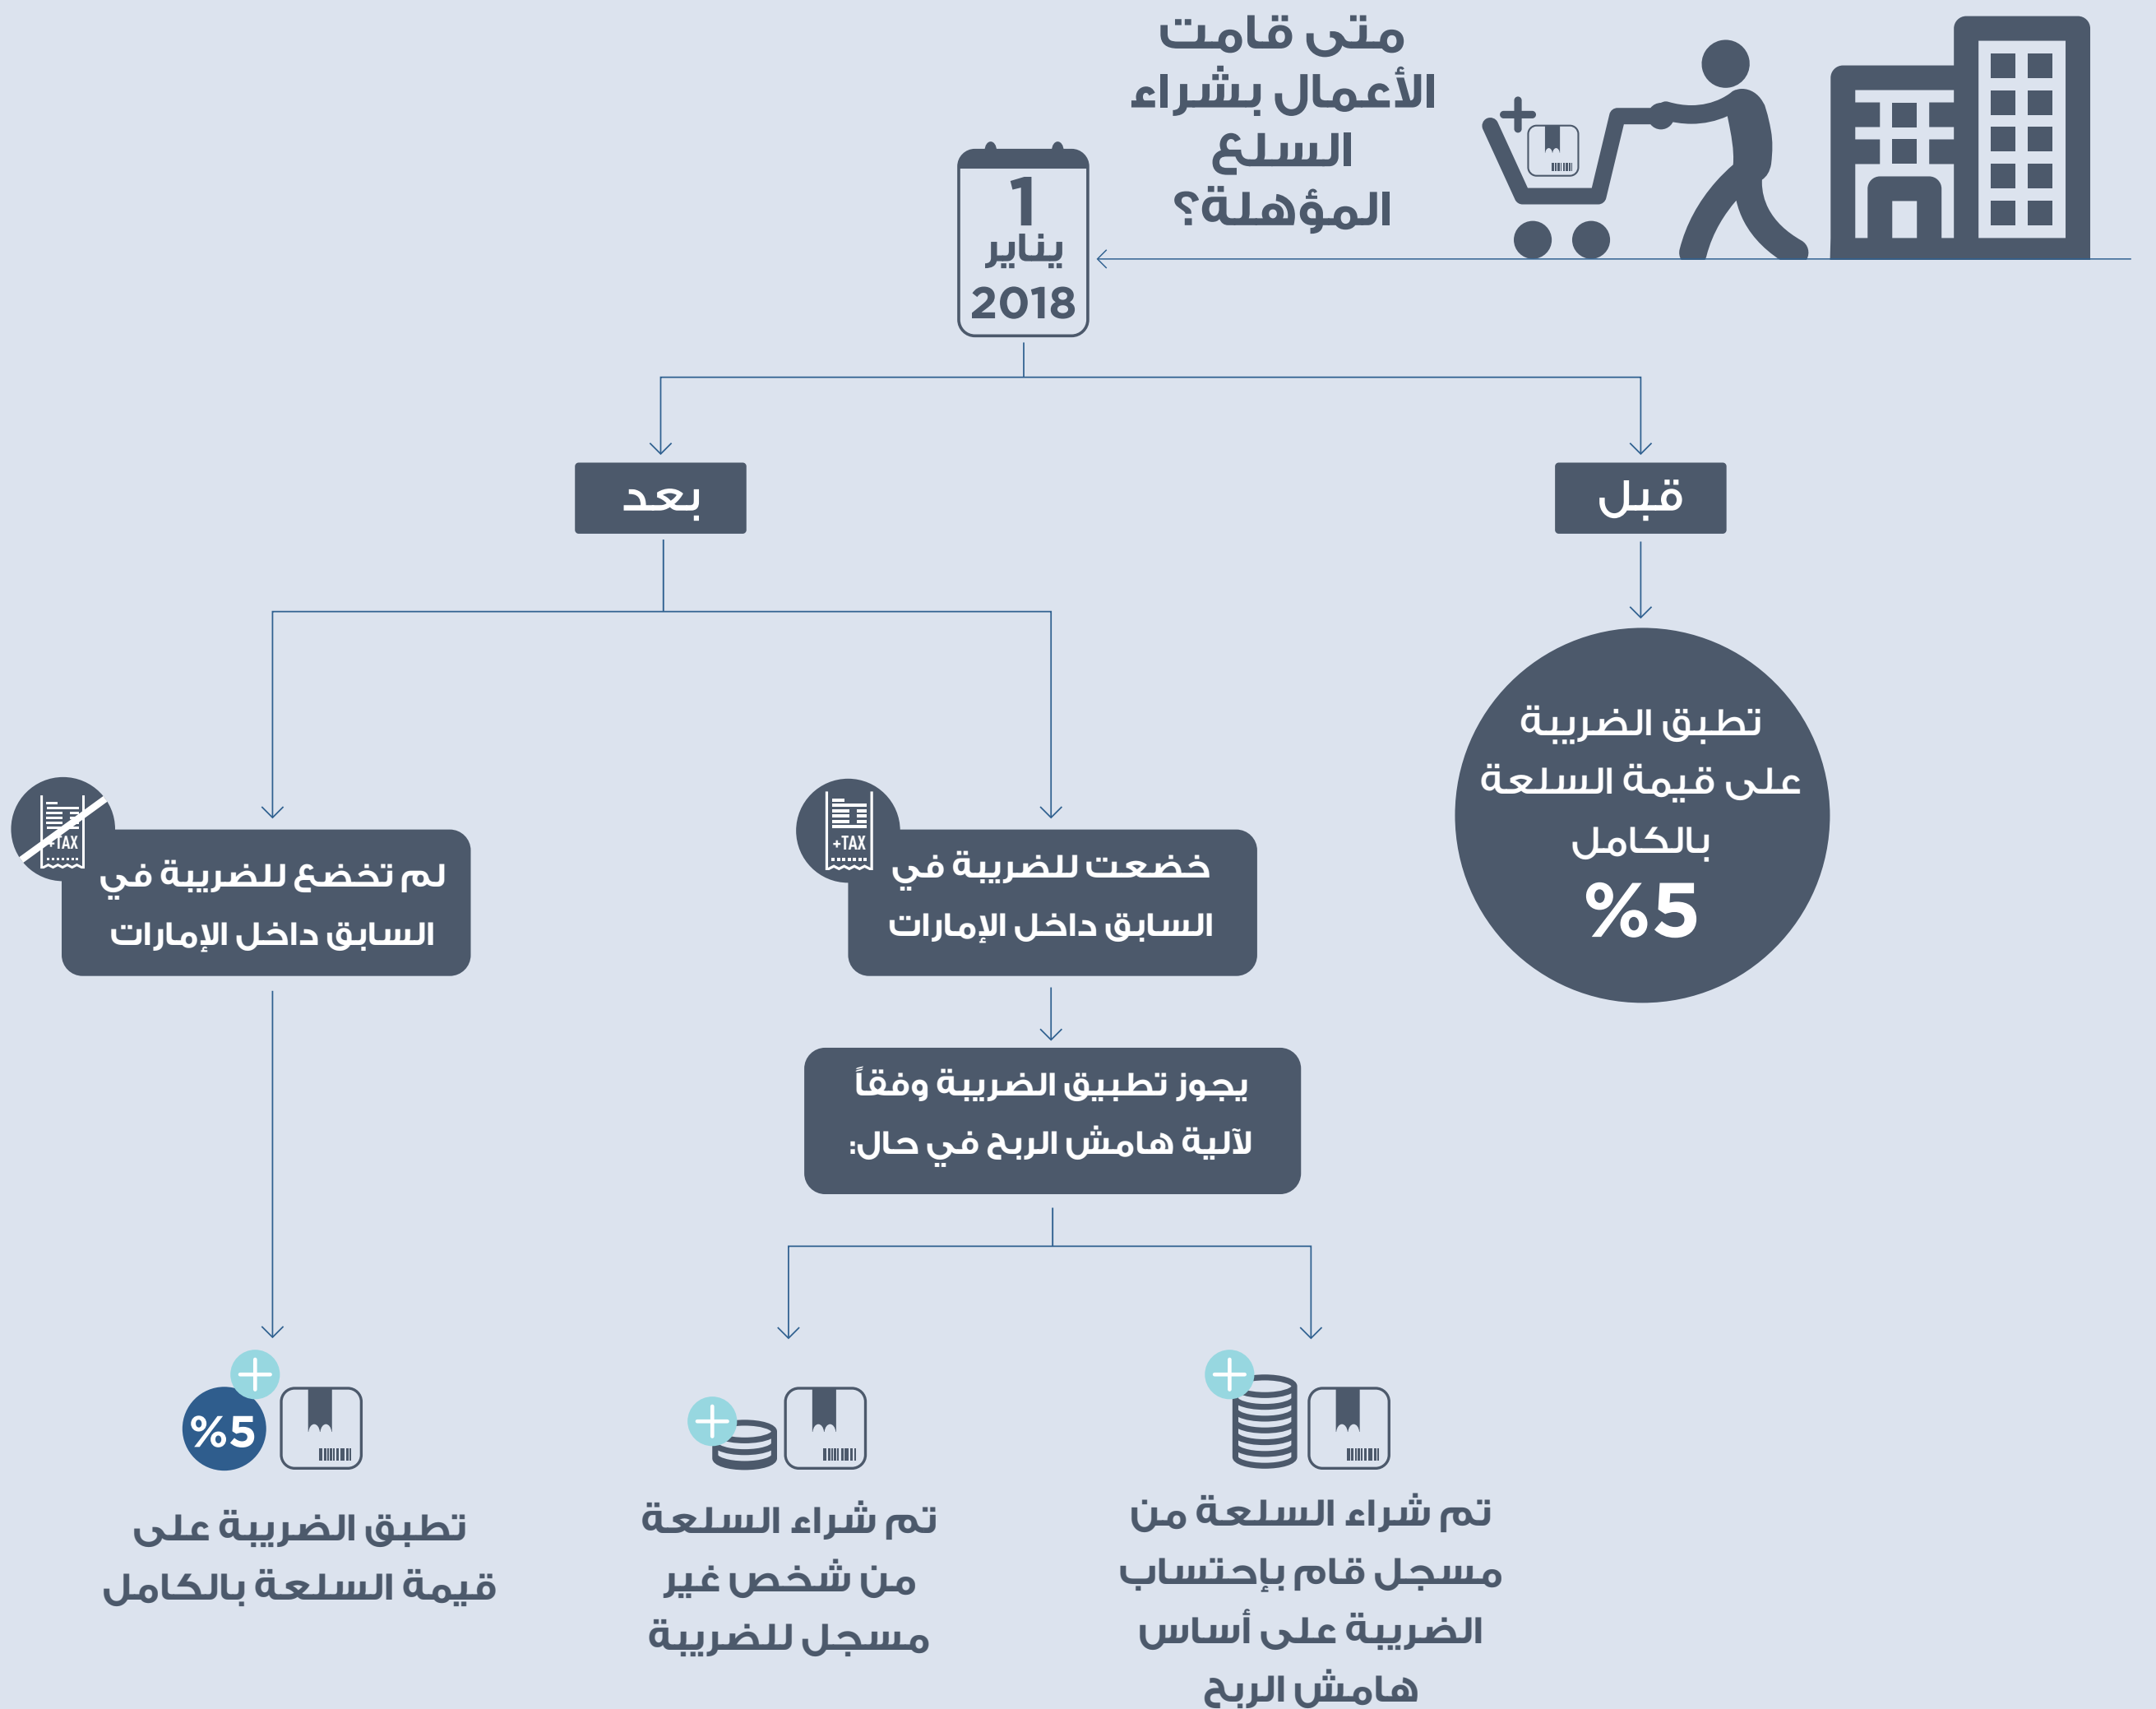 متى قامت
الأعمال بشراء
السلع
المؤهلة؟
1
يناير
2018
قبل
بعد
تطبق الضريبة
على قيمة السلعة
بالكامل
%5
+TAX
خضعت للضريبة في
السابق داخل الإمارات
+TAX
لم تخضع للضريبة في
السابق داخل الإمارات
يجوز تطبيق الضريبة وفقاً
لآلية هامش الربح في حال:
تم شراء السلعة من
مسجل قام بإحتساب
الضريبة على أساس
هامش الربح
تم شراء السلعة
من شخص غير
مسجل للضريبة
%5
تطبق الضريبة على
قيمة السلعة بالكامل